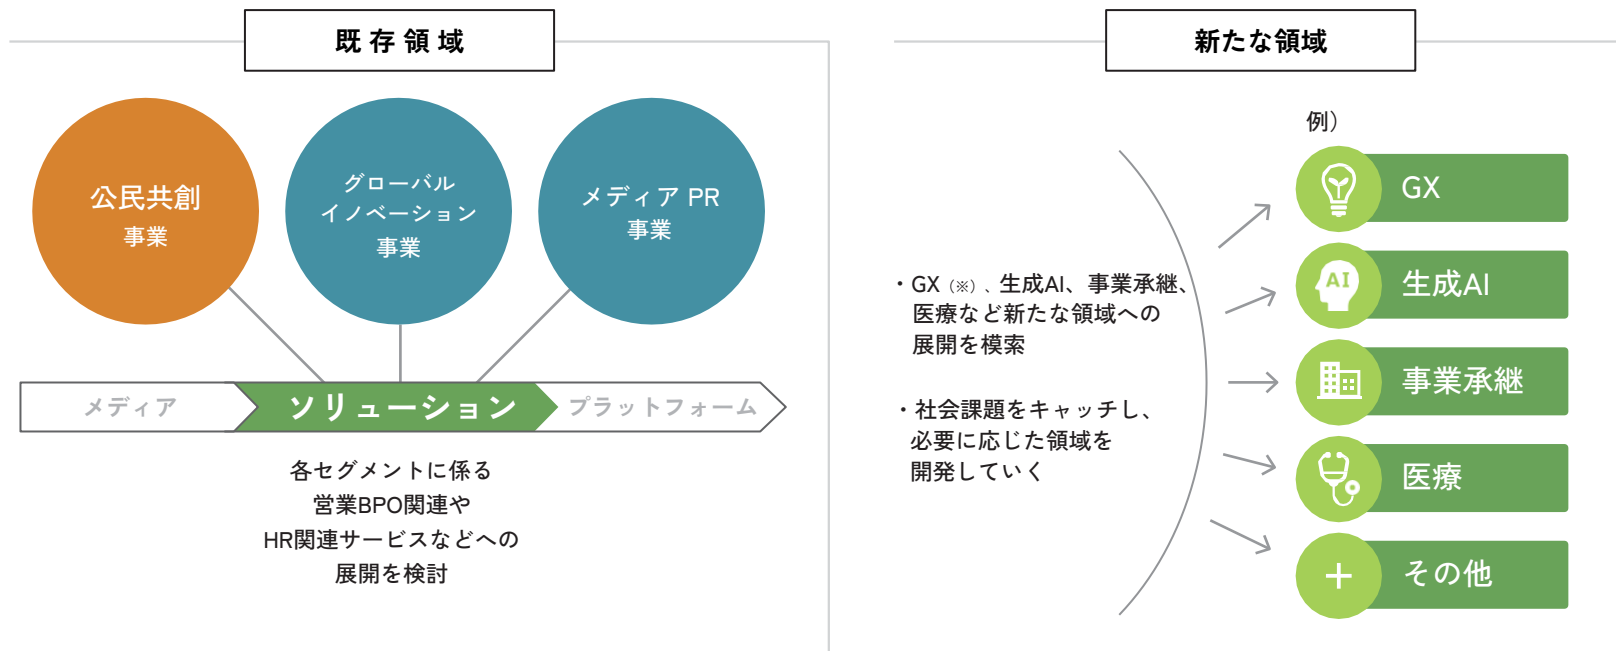 既存領域
公民共創
事業
グローバル
イノベーション
事業
メディア PR
事業
メディア
ソリューション
プラットフォーム
各セグメントに係る
営業BPO関連や
HR関連サービスなどへの
展開を検討
新たな領域
・GX（※）、生成AI、事業承継、
医療など新たな領域への
展開を模索
・社会課題をキャッチし、
必要に応じた領域を
開発していく
例）
GX
AI
生成AI
事業承継
医療
+
その他